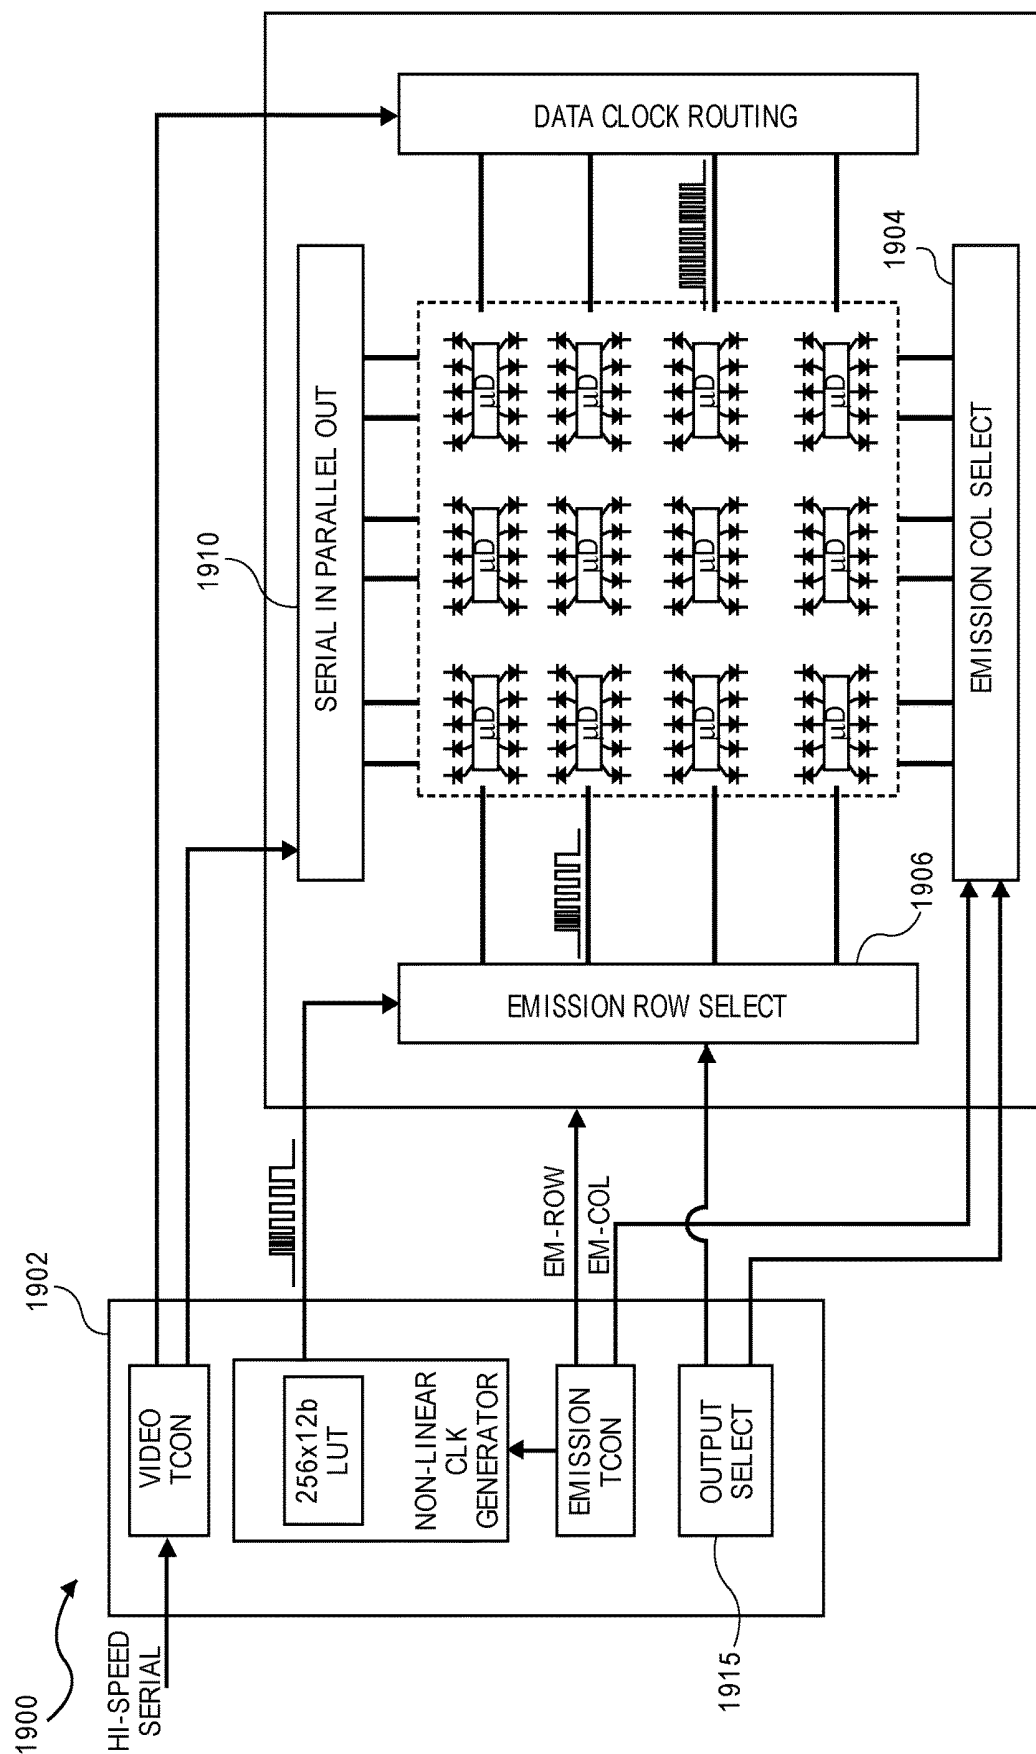 1900
HI-SPEED
SERIAL
1902
VIDEO
TCON
256x12b
LUT
NON-LINEAR
CLK
GENERATOR
EMISSION
TCON
OUTPUT
SELECT
1915
EM-ROW
EM-COL
1910
SERIAL IN PARALLEL OUT
EMISSION ROW SELECT
1906
µD
µD
µD
µD
µD
µD
µD
µD
µD
µD
µD
µD
DATA CLOCK ROUTING
EMISSION COL SELECT
1904